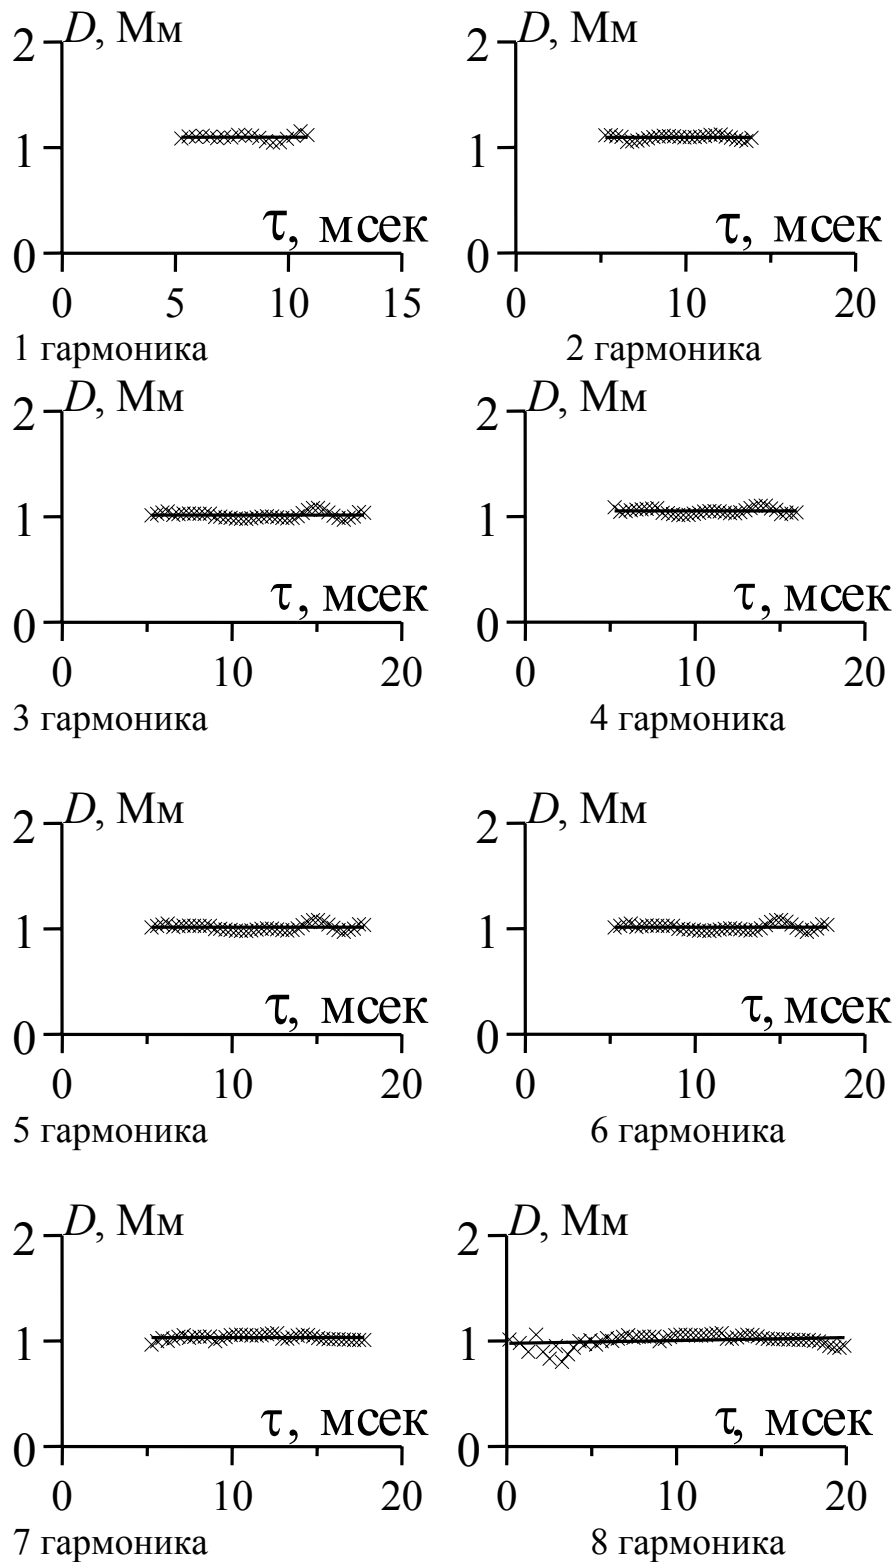 2 D, Мм
1
τ, мсек
0
0 5 10 15
1 гармоника
2 D, Мм
1
τ, мсек
0
0 10 20
2 гармоника
2 D, Мм
1
τ, мсек
0
0 10 20
3 гармоника
2 D, Мм
1
τ, мсек
0
0 10 20
4 гармоника
2 D, Мм
1
τ, мсек
0
0 10 20
5 гармоника
2 D, Мм
1
τ, мсек
0
0 10 20
6 гармоника
2 D, Мм
1
τ, мсек
0
0 10 20
7 гармоника
2 D, Мм
1
τ, мсек
0
0 10 20
8 гармоника